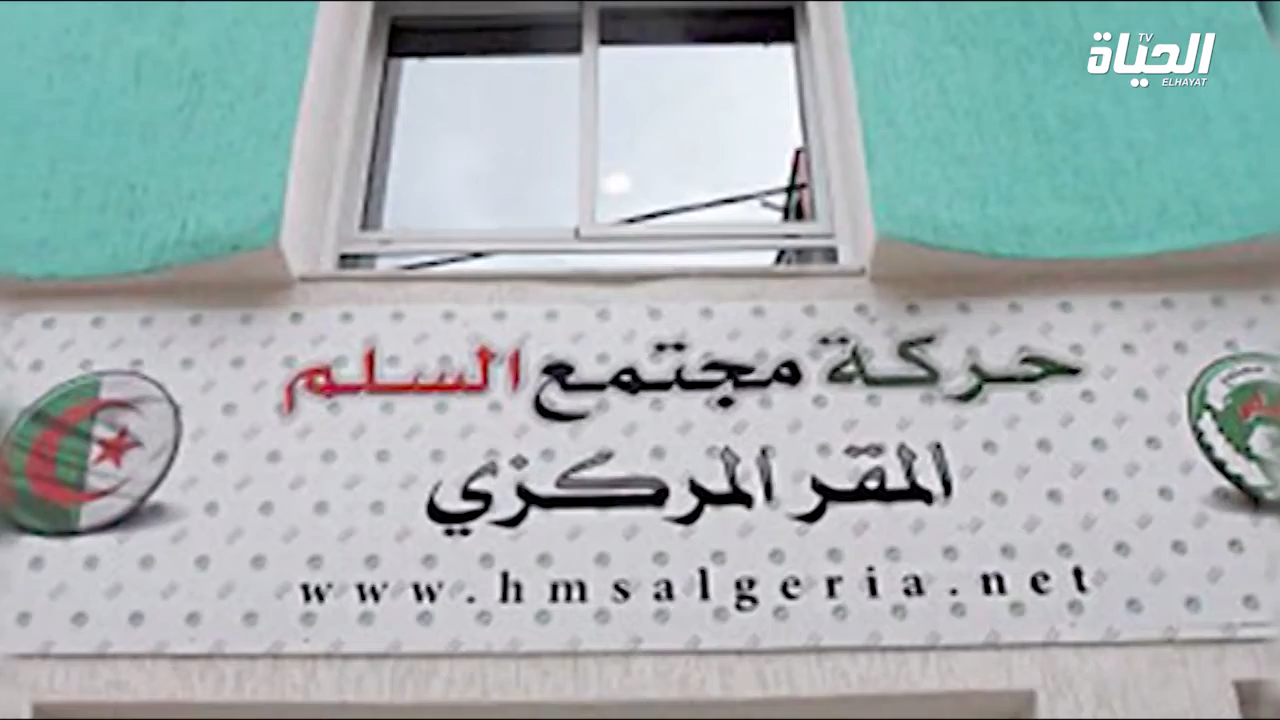 الحياة
TV
ELHAYAT
حركة مجتمع السلم
المقر المركزي
www.hmsalgeria.net